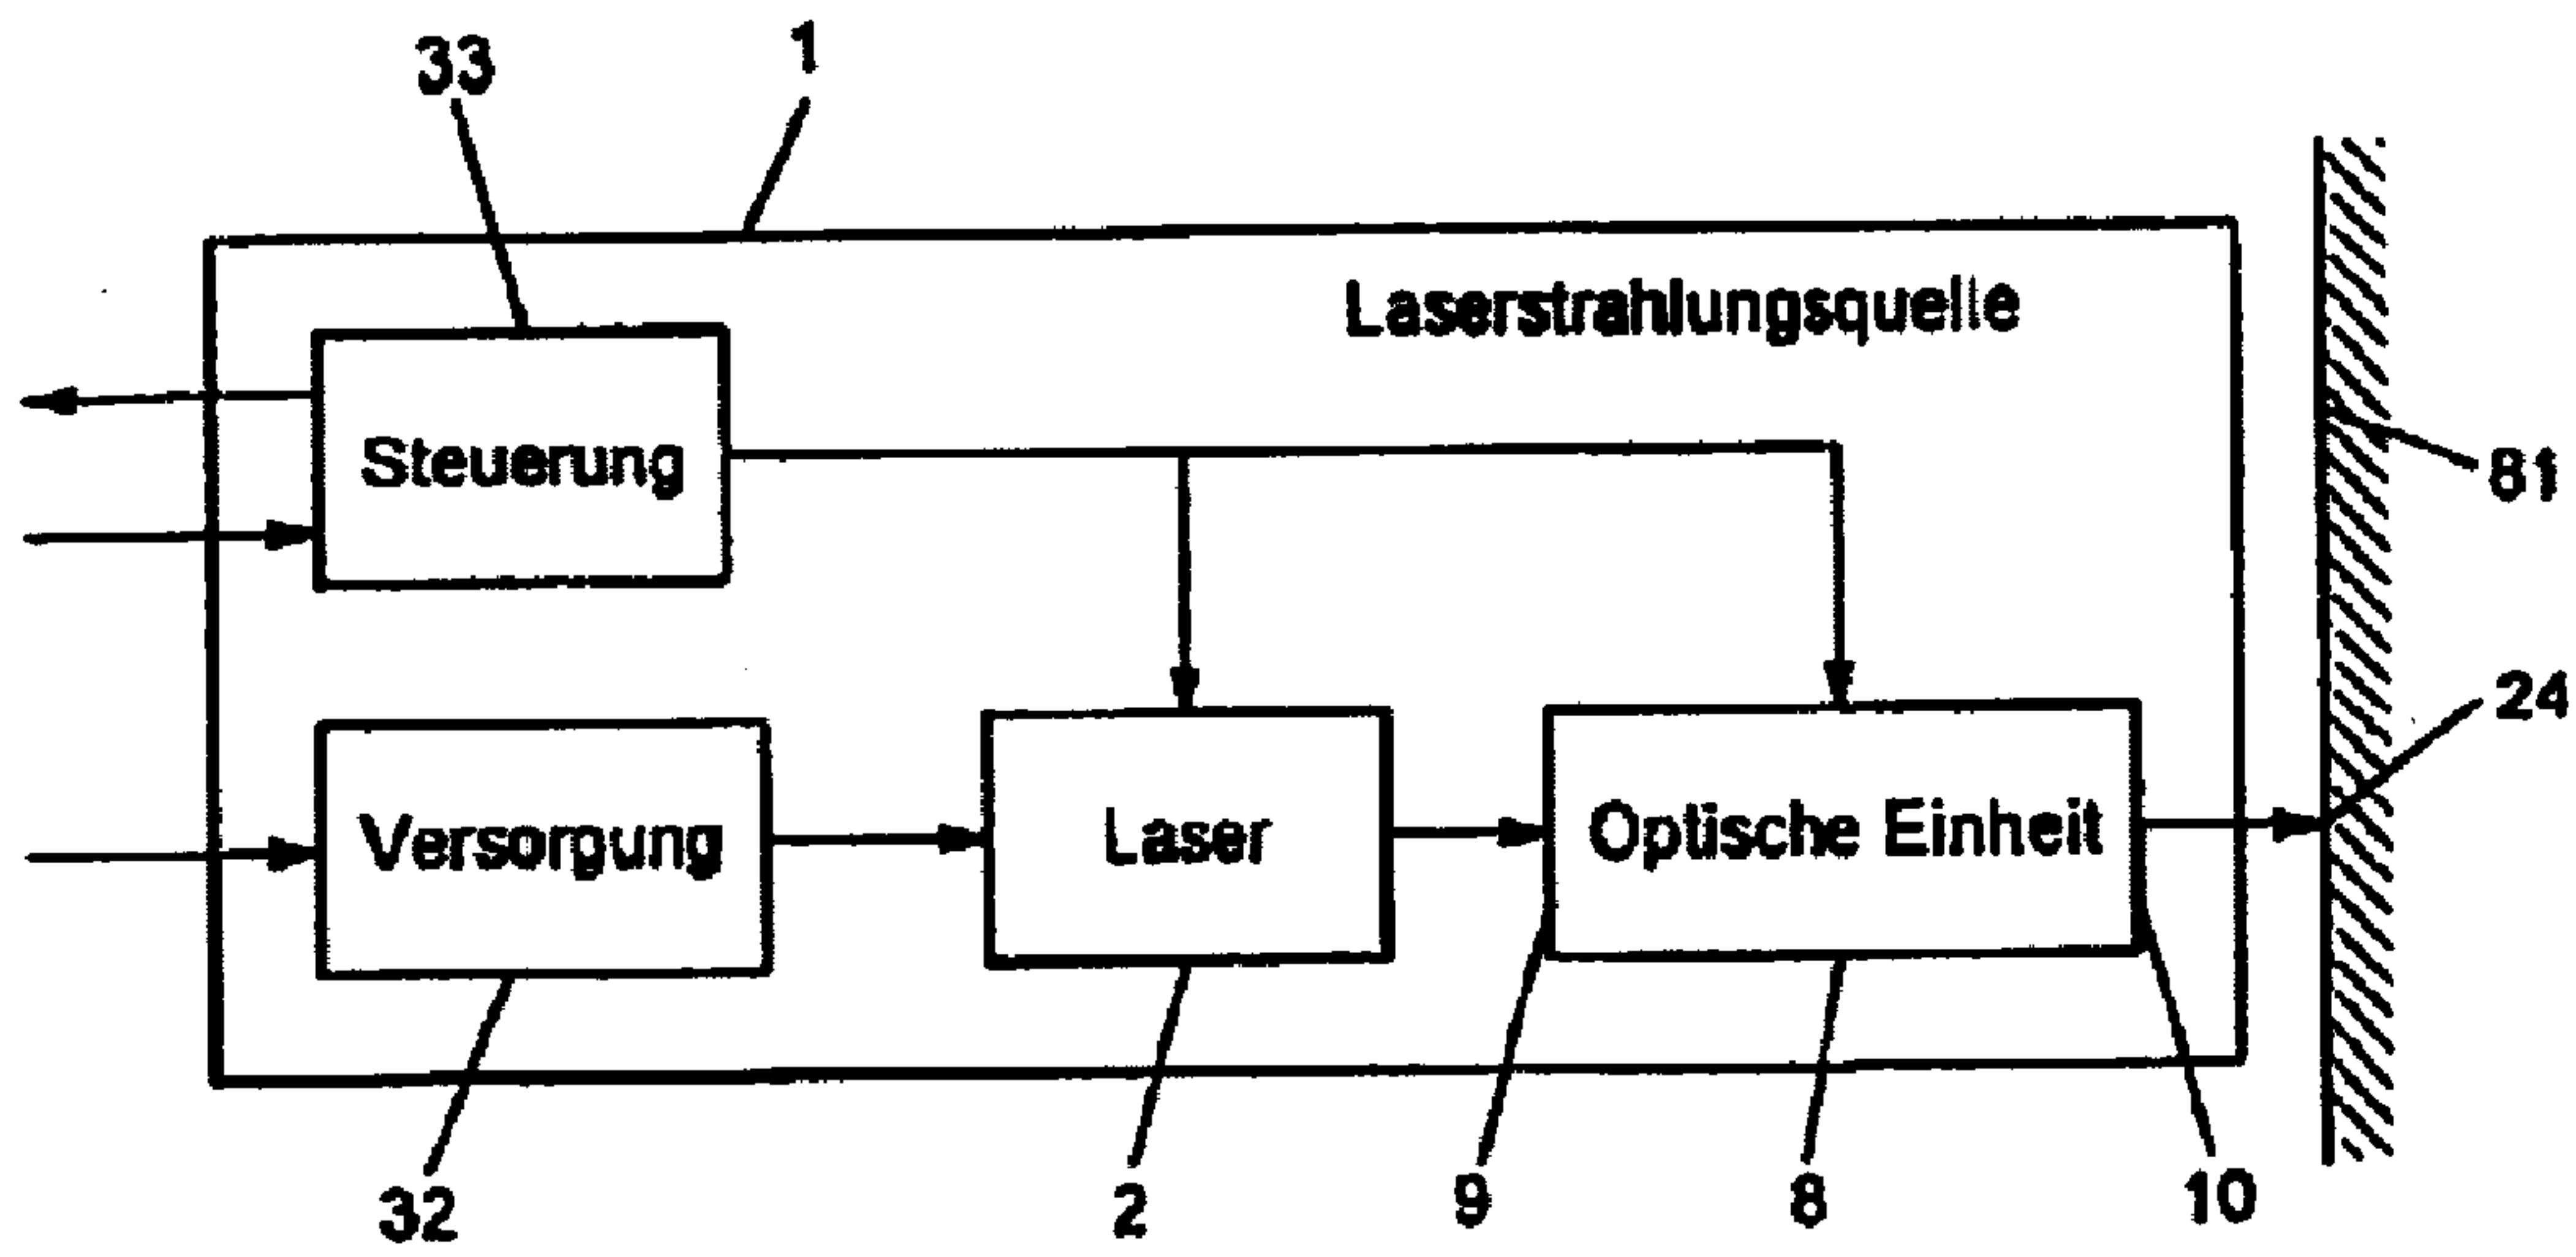 33
1
Laserstrahlungsquelle
Steuerung
81
24
Versorgung
Laser
Optische Einheit
32
2
9
8
10